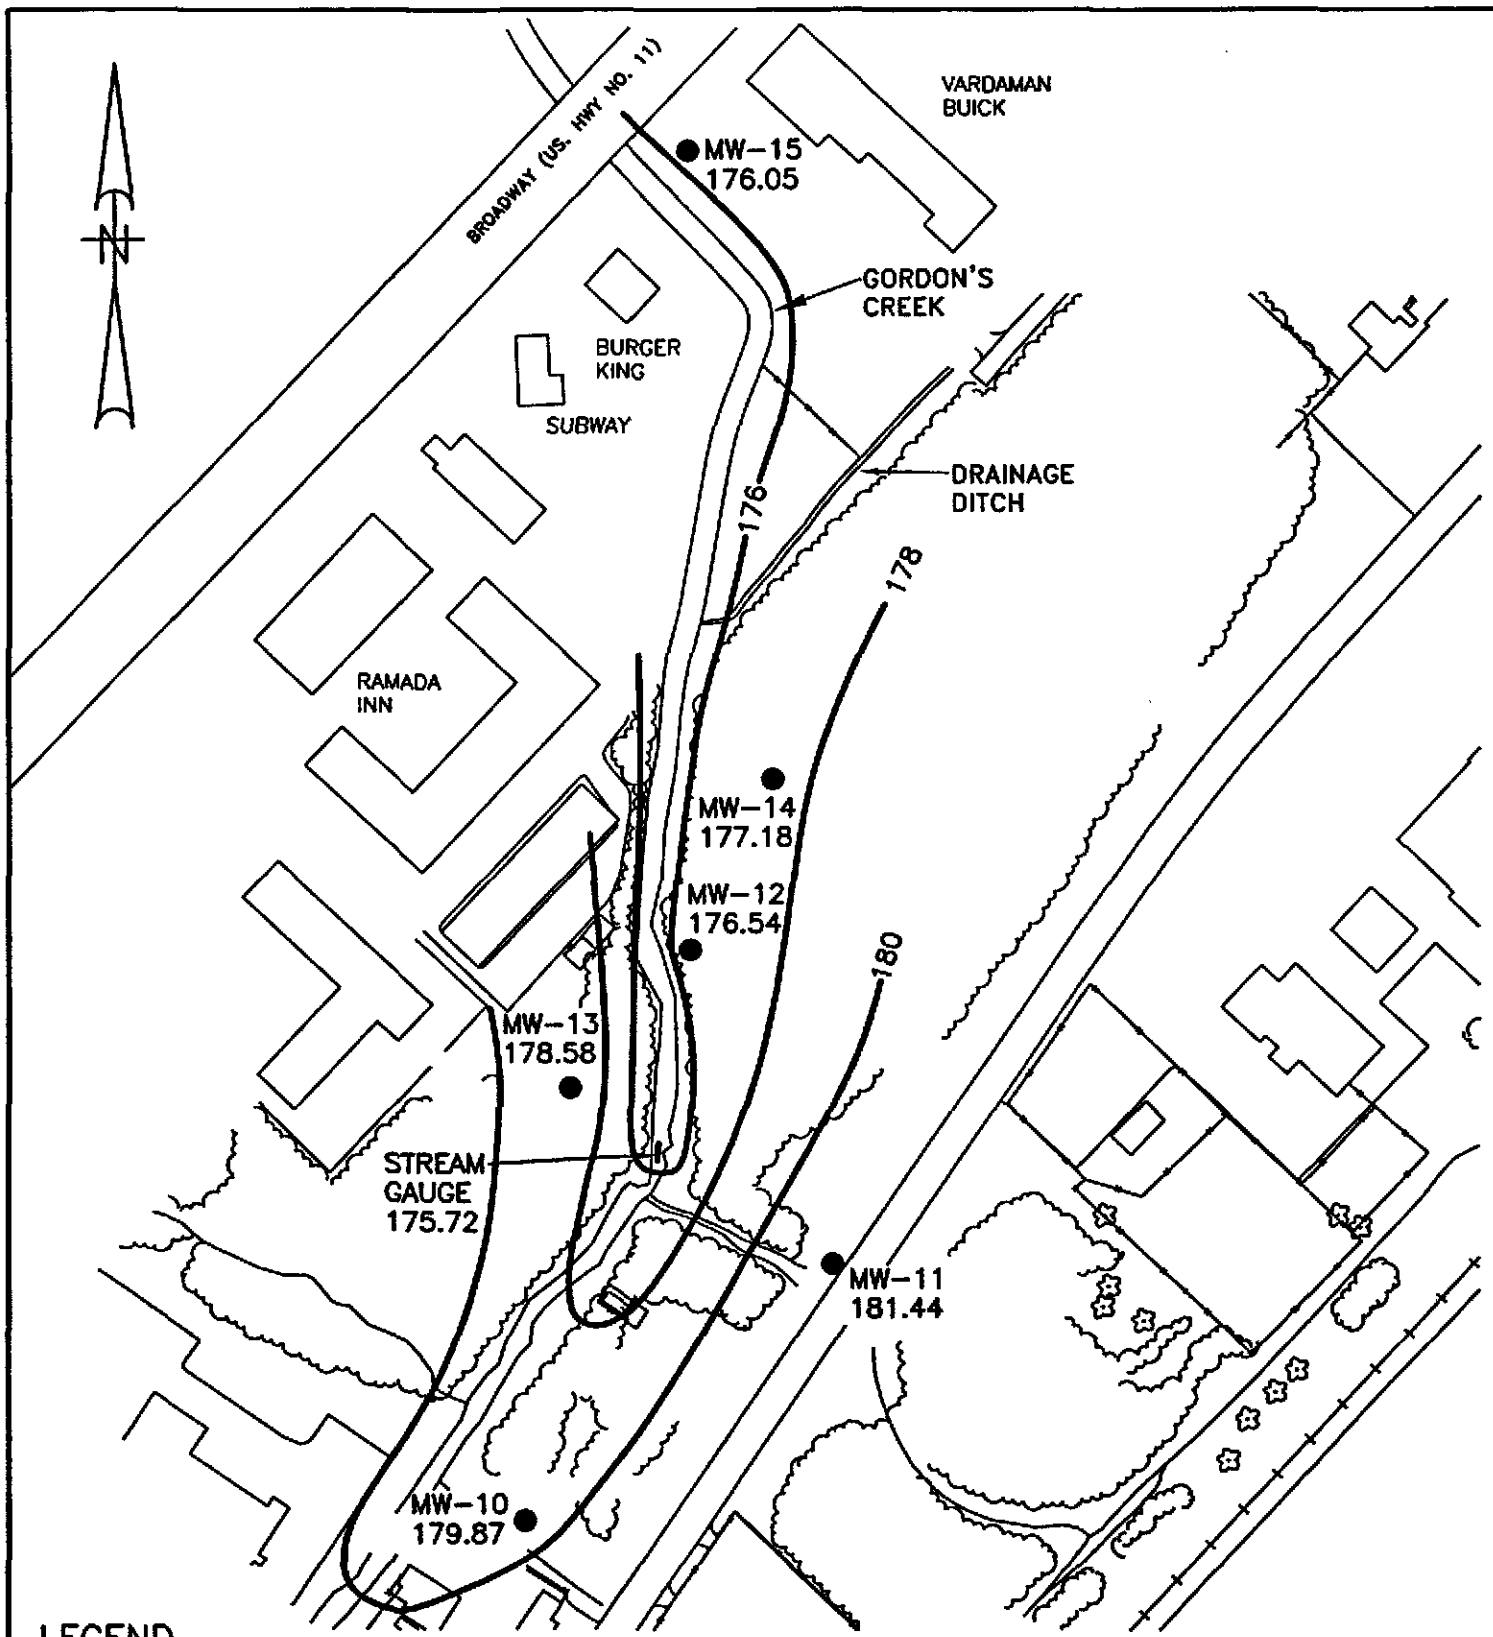 VARDAMAN
BUICK
BROADWAY (US. HWY NO. 11)
MW-15
176.05
N
GORDON'S
CREEK
BURGER
KING
SUBWAY
DRAINAGE
DITCH
176
178
RAMADA
INN
MW-14
177.18
MW-12
176.54
180
MW-13
178.58
STREAM
GAUGE
175.72
MW-11
181.44
MW-10
179.87
LEGEND